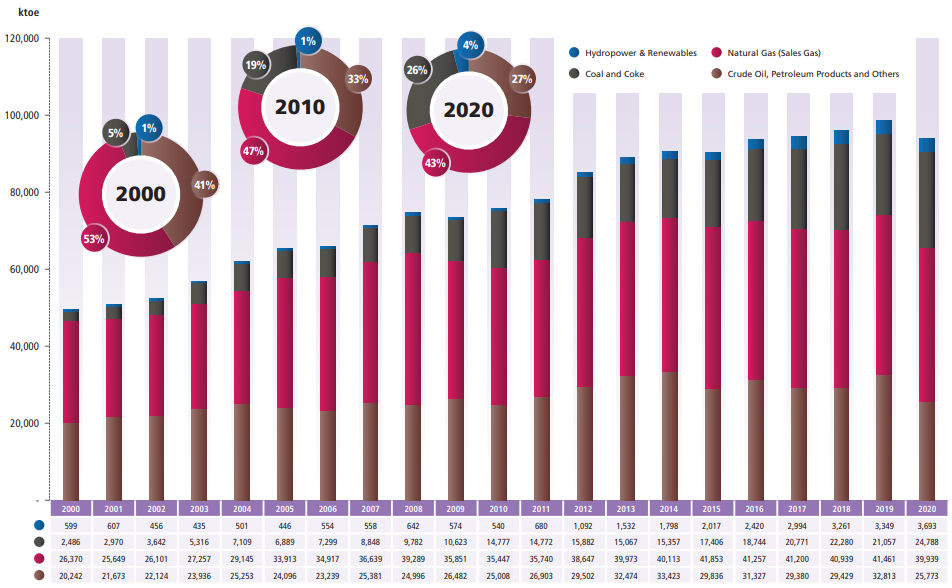 ktoe
120,000
100,000
80,000
60,000
40,000
20,000
-
5%
1%
2000
41%
53%
19%
1%
33%
2010
47%
26%
4%
27%
2020
43%
Hydropower & Renewables
Natural Gas (Sales Gas)
Coal and Coke
Crude Oil, Petroleum Products and Others
2000 2001 2002 2003 2004 2005 2006 2007 2008 2009 2010 2011 2012 2013 2014 2015 2016 2017 2018 2019 2020
599 607 456 435 501 446 554 558 642 574 540 680 1,092 1,532 1,798 2,017 2,420 2,994 3,261 3,349 3,693
2,486 2,970 3,642 5,316 7,109 6,889 7,299 8,848 9,782 10,623 14,777 14,772 15,882 15,067 15,357 17,406 18,744 20,771 22,280 21,057 24,788
26,370 25,649 26,101 27,257 29,145 33,913 34,917 36,639 39,289 35,851 35,447 35,740 38,647 39,973 40,113 41,853 41,257 41,200 40,939 41,461 39,939
20,242 21,673 22,124 23,936 25,253 24,096 23,239 25,381 24,996 26,482 25,008 26,903 29,502 32,474 33,423 29,836 31,327 29,380 29,429 32,813 25,773